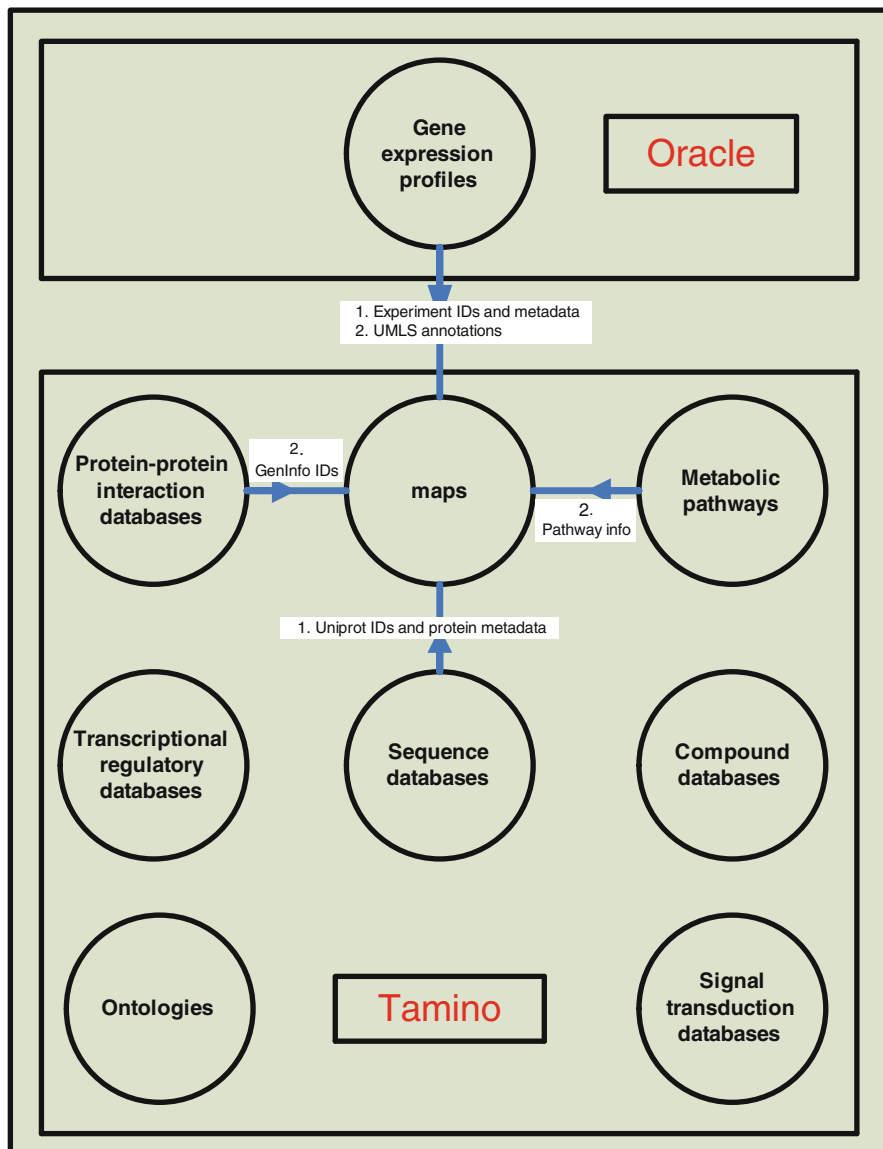 Gene
expression
profiles
Oracle
1. Experiment IDs and metadata
2. UMLS annotations
Protein-protein
interaction
databases
2.
GenInfo IDs
maps
2.
Pathway info
Metabolic
pathways
1. Uniprot IDs and protein metadata
Transcriptional
regulatory
databases
Sequence
databases
Compound
databases
Ontologies
Tamino
Signal
transduction
databases